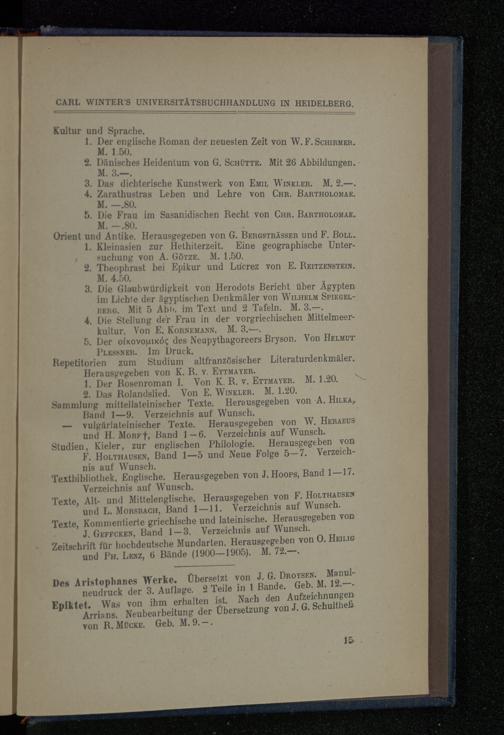 CARL WINTER'S UNIVERSITÄTSBUCHHANDLUNG IN HEIDELBERG.
Kultur und Sprache.
1. Der englische Roman der neuesten Zeit von W. F. SCHIRMER.
M. 1.50.
2. Dänisches Heidentum von G. SCHÜTTE. Mit 26 Abbildungen.
M. 3.—.
3. Das dichterische Kunstwerk von EMIL WINKLER. M. 2.—.
4. Zarathustras Leben und Lehre von CHR. BARTHOLOMAE.
M. —.80.
5. Die Frau im Sasanidischen Recht von CHR. BARTHOLOMAE.
M. —.80.
Orient und Antike. Herausgegeben von G. BERGSTRÄSSER und F. BOLL.
1. Kleinasien zur Hethiterzeit. Eine geographische Unter-
suchung von A. GÖTZE. M. 1.50.
2. Theophrast bei Epikur und Lucrez von E. REITZENSTEIN.
M. 4.50.
3. Die Glaubwürdigkeit von Herodots Bericht über Ägypten
im Lichte der ägyptischen Denkmäler von WILHELM SPIEGEL-
BERG. Mit 5 Abb. im Text und 2 Tafeln. M. 3.—.
4. Die Stellung der Frau in der vorgriechischen Mittelmeer-
kultur. Von E. KORNEMANN. M. 3.—.
5. Der οἰκονομικός des Neupythagoreers Bryson. Von HELMUT
PLESSNER. Im Druck.
Repetitorien zum Studium altfranzösischer Literaturdenkmäler.
Herausgegeben von K. R. v. ETTMAYER.
1. Der Rosenroman I. Von K. R. v. ETTMAYER. M. 1.20.
2. Das Rolandslied. Von E. WINKLER. M. 1.20.
Sammlung mittellateinischer Texte. Herausgegeben von A. HILKA,
Band 1—9. Verzeichnis auf Wunsch.
— vulgärlateinischer Texte. Herausgegeben von W. HERAEUS
und H. MORF †, Band 1—6. Verzeichnis auf Wunsch.
Studien, Kieler, zur englischen Philologie. Herausgegeben von
F. HOLTHAUSEN, Band 1—5 und Neue Folge 5—7. Verzeich-
nis auf Wunsch.
Textbibliothek, Englische. Herausgegeben von J. HOOPS, Band 1—17.
Verzeichnis auf Wunsch.
Texte, Alt- und Mittelenglische. Herausgegeben von F. HOLTHAUSEN
und L. MORSBACH, Band 1—11. Verzeichnis auf Wunsch.
Texte, Kommentierte griechische und lateinische. Herausgegeben von
J. GEFFCKEN, Band 1—3. Verzeichnis auf Wunsch.
Zeitschrift für hochdeutsche Mundarten. Herausgegeben von O. HEILIG
und PH. LENZ, 6 Bände (1900—1905). M. 72.—.
Des Aristophanes Werke. Übersetzt von J. G. DROYSEN. Manul-
neudruck der 3. Auflage. 2 Teile in 1 Bande. Geb. M. 12.—.
Epiktet. Was von ihm erhalten ist. Nach den Aufzeichnungen
Arrians. Neubearbeitung der Übersetzung von J. G. Schultheß
von R. MÜCKE. Geb. M. 9.—.
15